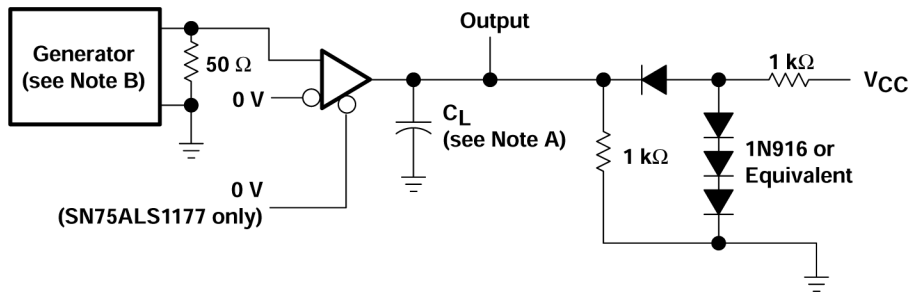 Output
Generator
(see Note B)
50 Ω
0 V
CL
(see Note A)
1 kΩ
VCC
1 kΩ
1N916 or
Equivalent
0 V
(SN75ALS1177 only)